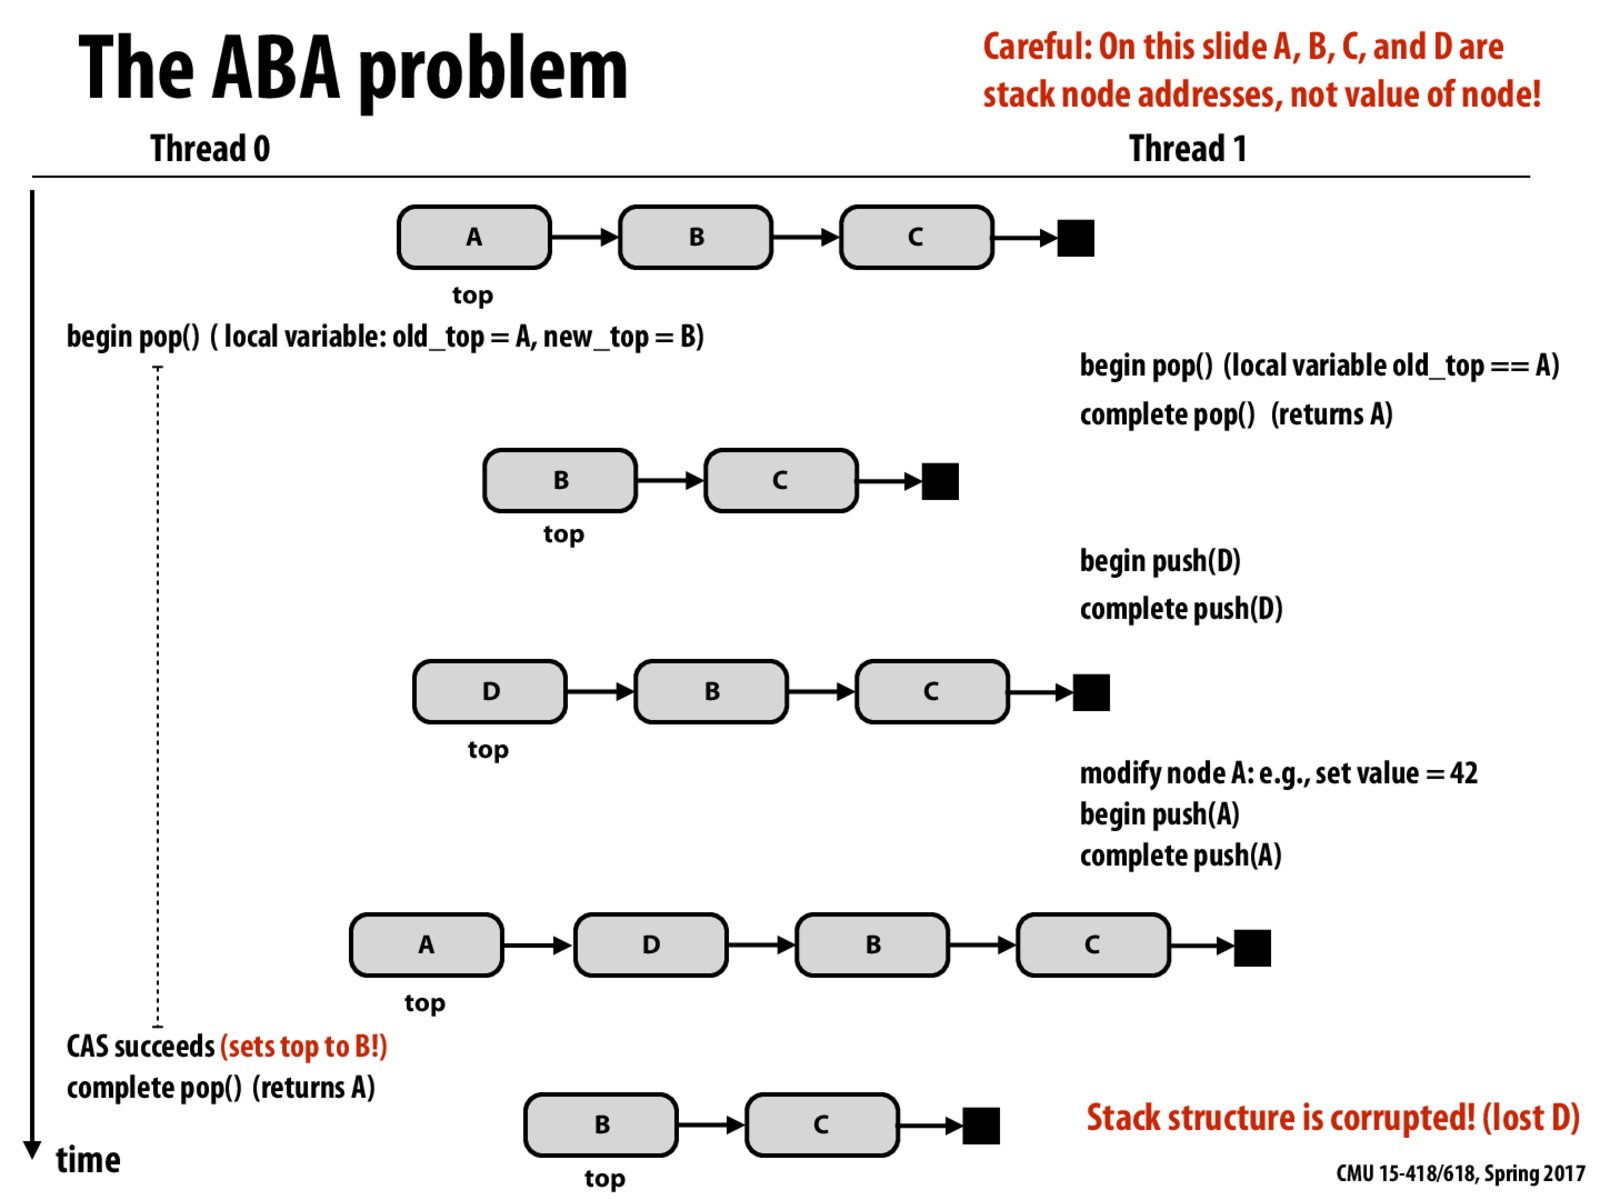 The ABA problem
Careful: On this slide A, B, C, and D are
stack node addresses, not value of node!
Thread 0
Thread 1
A
B
C
top
begin pop() ( local variable: old_top = A, new_top = B)
begin pop() (local variable old_top == A)
complete pop() (returns A)
B
C
top
begin push(D)
complete push(D)
D
B
C
top
modify node A: e.g., set value = 42
begin push(A)
complete push(A)
A
D
B
C
top
CAS succeeds (sets top to B!)
complete pop() (returns A)
B
C
top
Stack structure is corrupted! (lost D)
time
CMU 15-418/618, Spring 2017